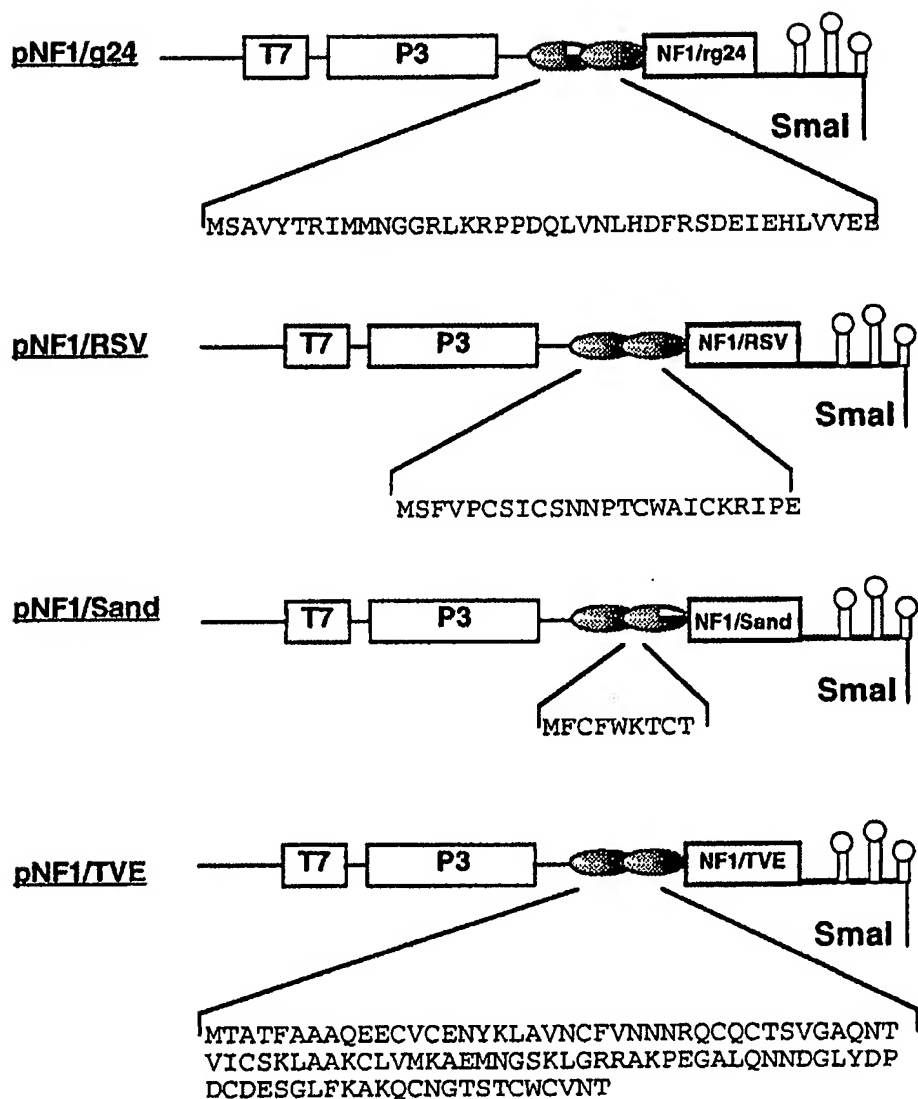 pNF1/g24
T7
P3
NF1/rg24
SmaI
MSAVYTRIMMNGGRLKRPPDQLVNLHDFRSDEIEHLVVEE
pNF1/RSV
T7
P3
NF1/RSV
SmaI
MSFVPCSICSNNPTCWAICKRIPE
pNF1/Sand
T7
P3
NF1/Sand
SmaI
MFCFWKTCT
pNF1/TVE
T7
P3
NF1/TVE
SmaI
MTATFAAAQEECVCENYKLAVNCFVNNNRQCQCTSVGAQNT
VICSKLAAKCLVMKAEMNGSKLGRRAKPEGALQNNDGLYDP
DCDESGLFKAKQCNGTSTCWCVNT